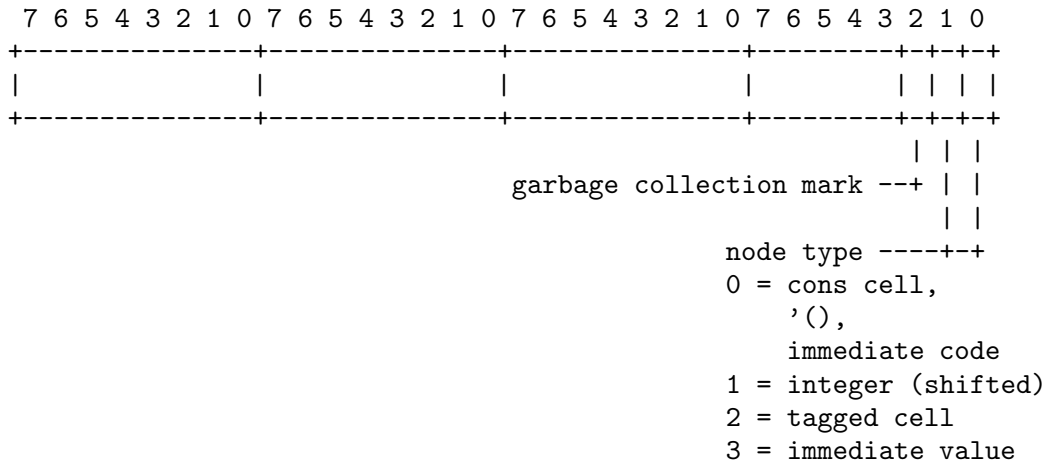 7 6 5 4 3 2 1 0 7 6 5 4 3 2 1 0 7 6 5 4 3 2 1 0 7 6 5 4 3 2 1 0
+---------------+---------------+---------------+---------+-+-+-+
|               |               |               |         | | | |
+---------------+---------------+---------------+---------+-+-+-+
| | |
garbage collection mark --+ | |
| |
node type ----+-+
0 = cons cell,
'(),
immediate code
1 = integer (shifted)
2 = tagged cell
3 = immediate value